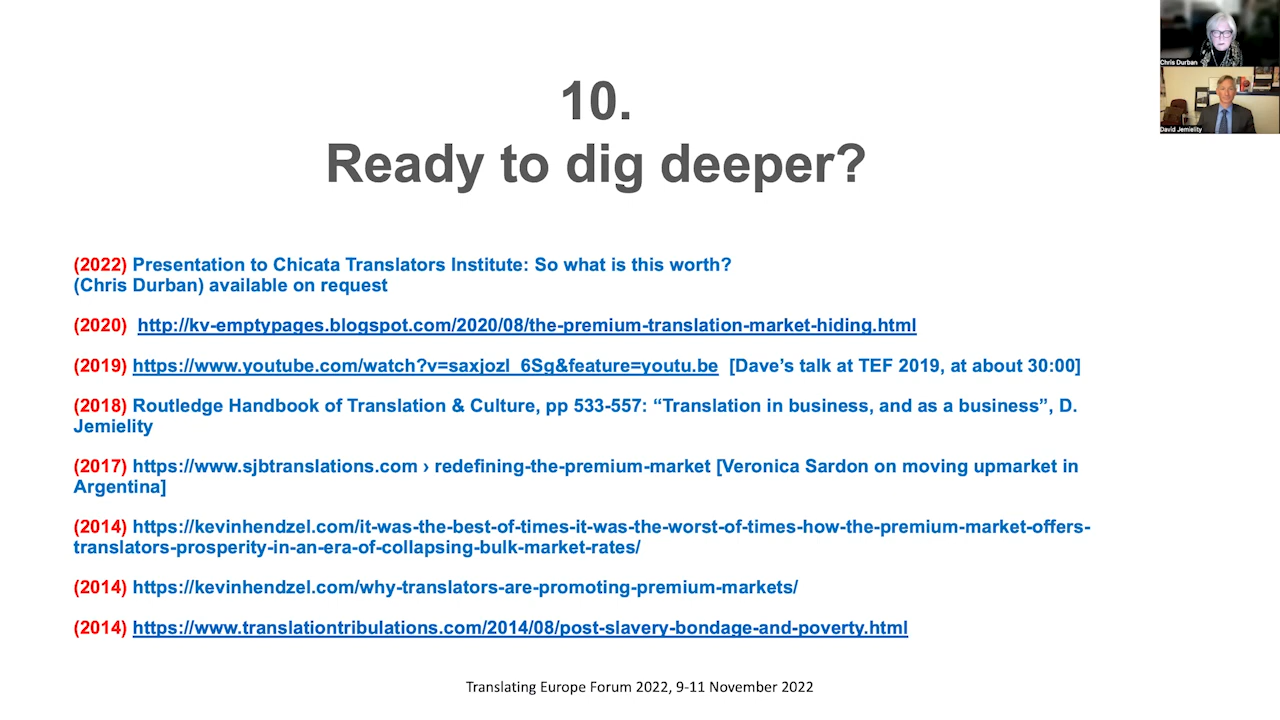 10.
Ready to dig deeper?
(2022) Presentation to Chicata Translators Institute: So what is this worth?
(Chris Durban) available on request
(2020) http://kv-emptypages.blogspot.com/2020/08/the-premium-translation-market-hiding.html
(2019) https://www.youtube.com/watch?v=saxjozI_6Sg&feature=youtu.be [Dave’s talk at TEF 2019, at about 30:00]
(2018) Routledge Handbook of Translation & Culture, pp 533-557: “Translation in business, and as a business”, D.
Jemielity
(2017) https://www.sjbtranslations.com › redefining-the-premium-market [Veronica Sardon on moving upmarket in
Argentina]
(2014) https://kevinhendzel.com/it-was-the-best-of-times-it-was-the-worst-of-times-how-the-premium-market-offers-
translators-prosperity-in-an-era-of-collapsing-bulk-market-rates/
(2014) https://kevinhendzel.com/why-translators-are-promoting-premium-markets/
(2014) https://www.translationtribulations.com/2014/08/post-slavery-bondage-and-poverty.html
Translating Europe Forum 2022, 9-11 November 2022
Chris Durban
David Jemielity